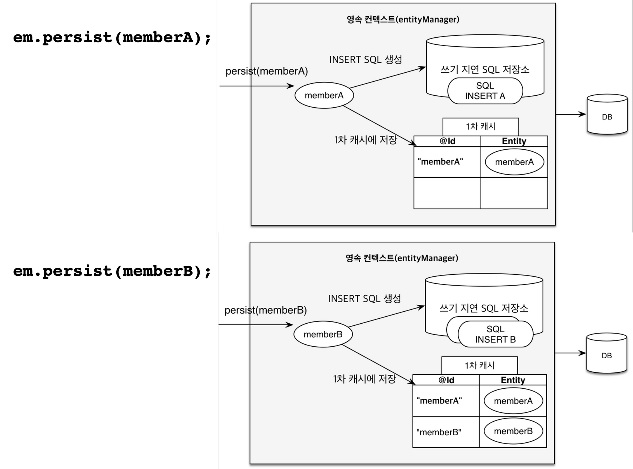 em.persist(memberA);
영속 컨텍스트(entityManager)
persist(memberA)
memberA
INSERT SQL 생성
쓰기 지연 SQL 저장소
SQL
INSERT A
1차 캐시에 저장
1차 캐시
@Id Entity
"memberA" memberA
DB
em.persist(memberB);
영속 컨텍스트(entityManager)
persist(memberB)
memberB
INSERT SQL 생성
쓰기 지연 SQL 저장소
SQL
INSERT B
1차 캐시에 저장
1차 캐시
@Id Entity
"memberA" memberA
"memberB" memberB
DB